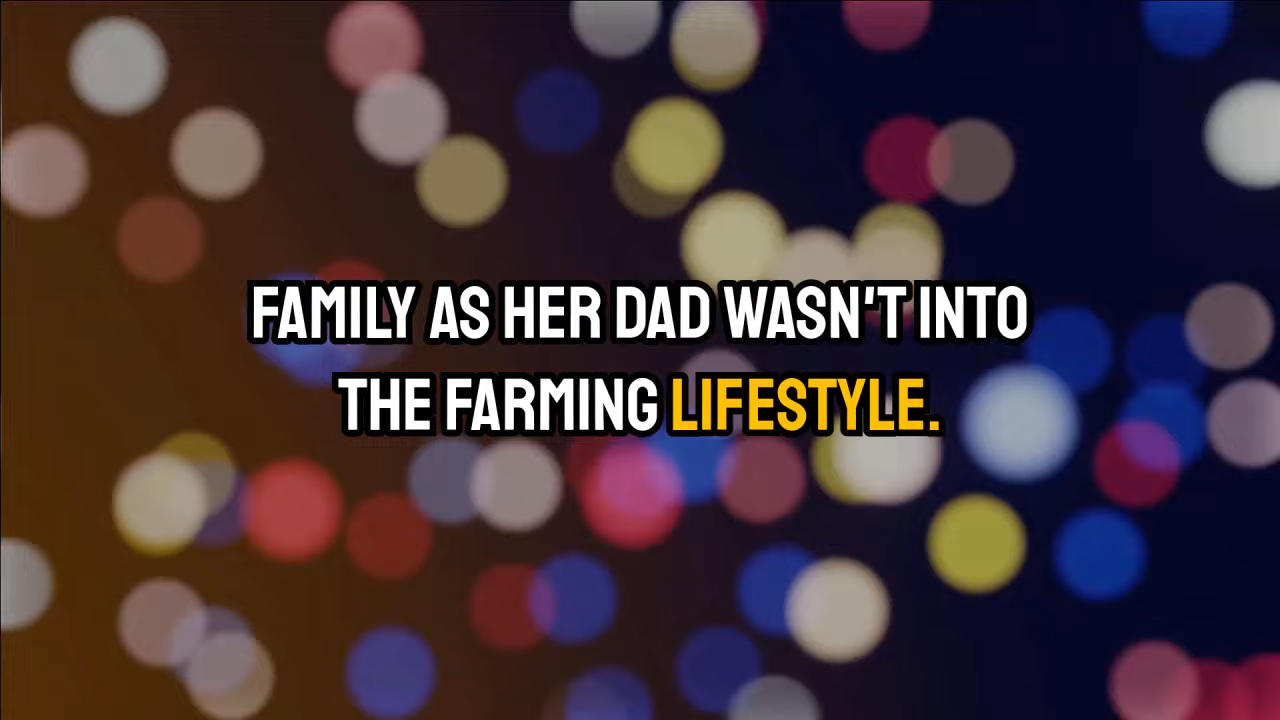 FAMILY AS HER DAD WASN'T INTO
THE FARMING LIFESTYLE.